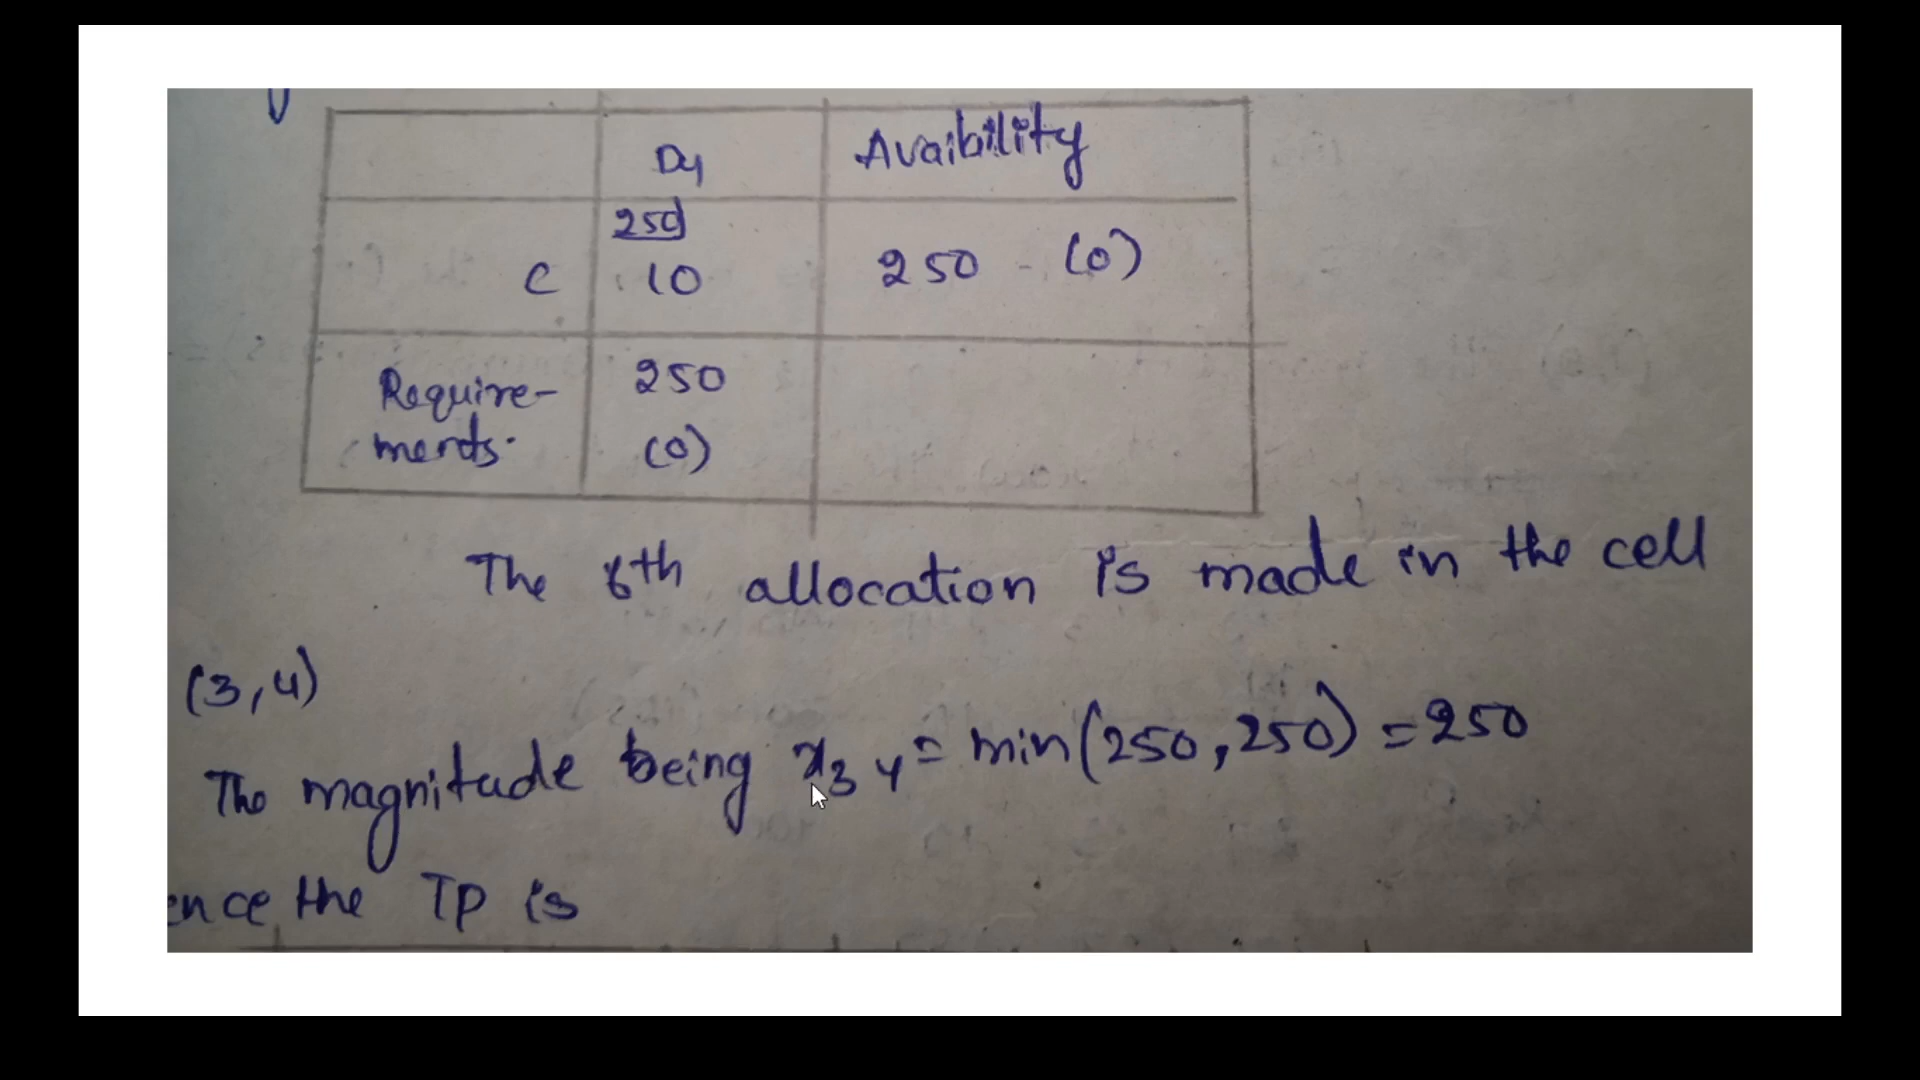 D4 Avaibility
250
C 10 250 - (0)
Require- 250
ments. (0)
The 6th allocation is made in the cell
(3,4)
The magnitude being x34 = min(250,250) = 250
ence the TP is